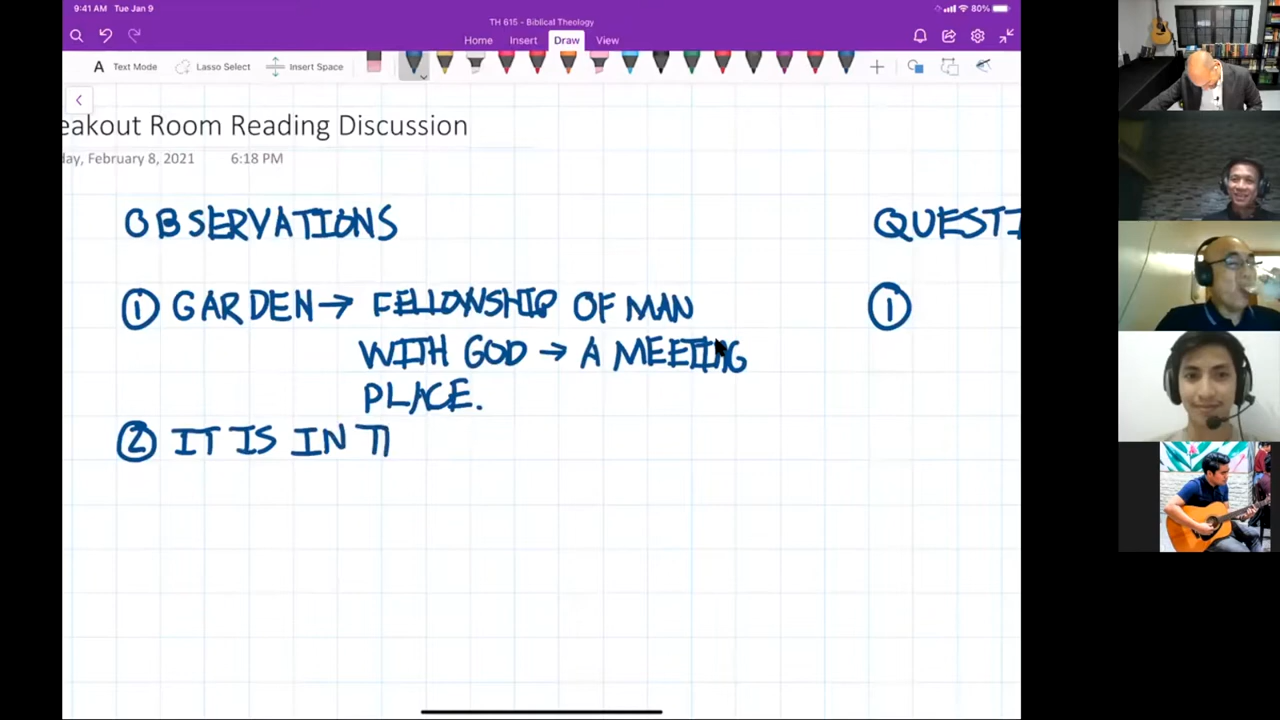 9:41 AM Tue Jan 9
80%
TH 615 - Biblical Theology
Home Insert Draw View
A Text Mode Lasso Select Insert Space
eakout Room Reading Discussion
day, February 8, 2021 6:18 PM
OBSERVATIONS
QUESTI
① GARDEN → FELLOWSHIP OF MAN
①
WITH GOD → A MEETING
PLACE.
② IT IS IN T